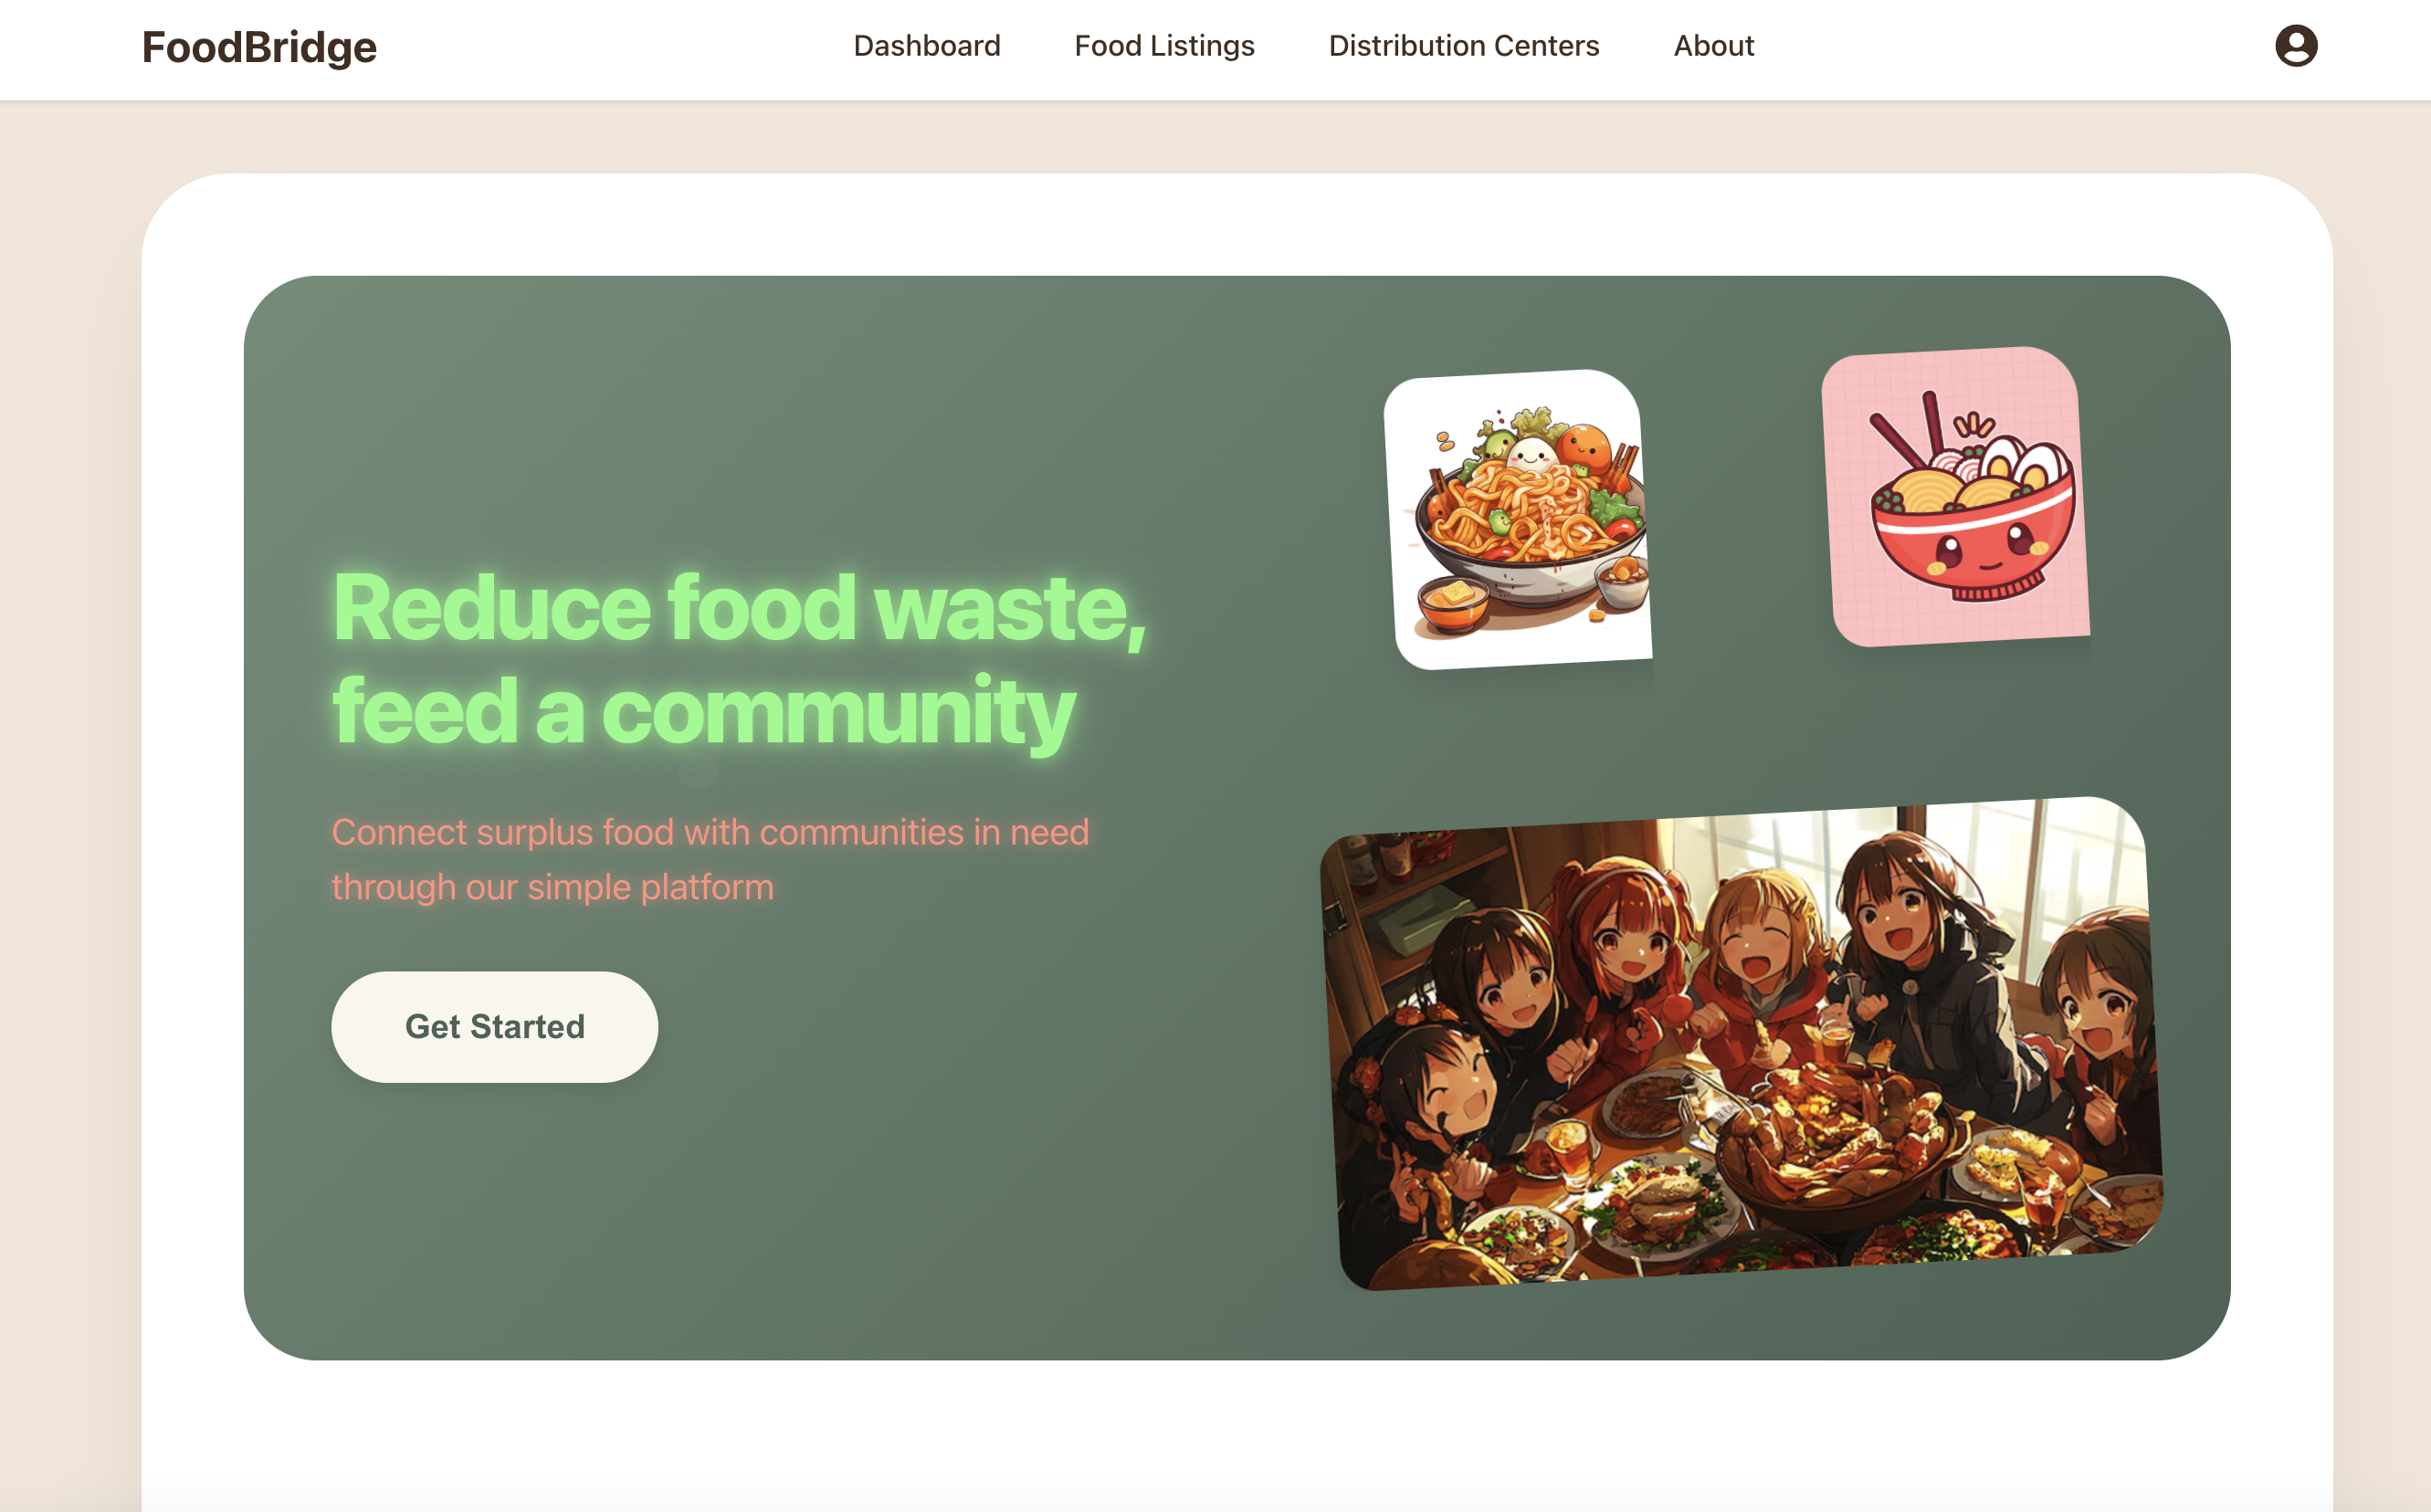 FoodBridge
Dashboard
Food Listings
Distribution Centers
About
Reduce food waste,
feed a community
Connect surplus food with communities in need
through our simple platform
Get Started